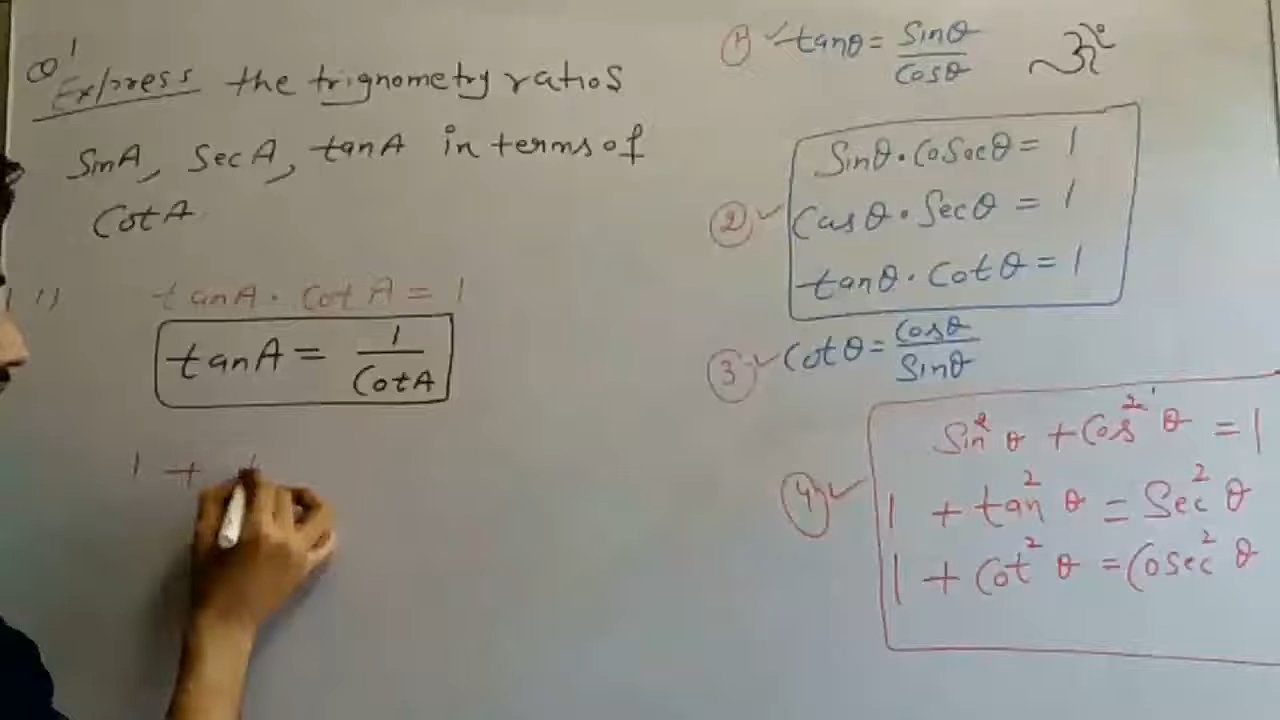 Q1 Express the trignometry ratios
SinA, SecA, tanA in terms of
CotA
11) tanA . CotA = 1
tanA = 1/CotA
1 +
1) tanθ = Sinθ/Cosθ ॐ
Sinθ.CoSecθ = 1
2) Casθ.Secθ = 1
tanθ.Cotθ = 1
3) Cotθ = Cosθ/Sinθ
Sin²θ + Cos²θ = 1
4) 1 + tan²θ = Sec²θ
1 + Cot²θ = Cosec²θ